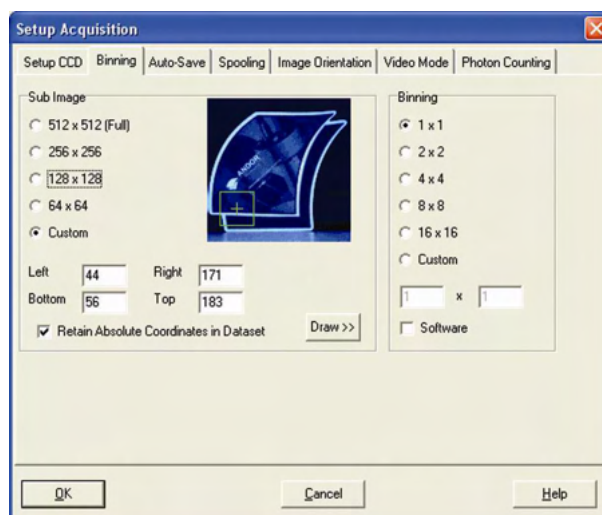 Setup Acquisition
Setup CCD Binning Auto-Save Spooling Image Orientation Video Mode Photon Counting
Sub Image
512 x 512 (Full)
256 x 256
128 x 128
64 x 64
Custom
ANDOR
Left 44 Right 171
Bottom 56 Top 183
Retain Absolute Coordinates in Dataset
Draw >>
Binning
1 x 1
2 x 2
4 x 4
8 x 8
16 x 16
Custom
1 x 1
Software
OK Cancel Help